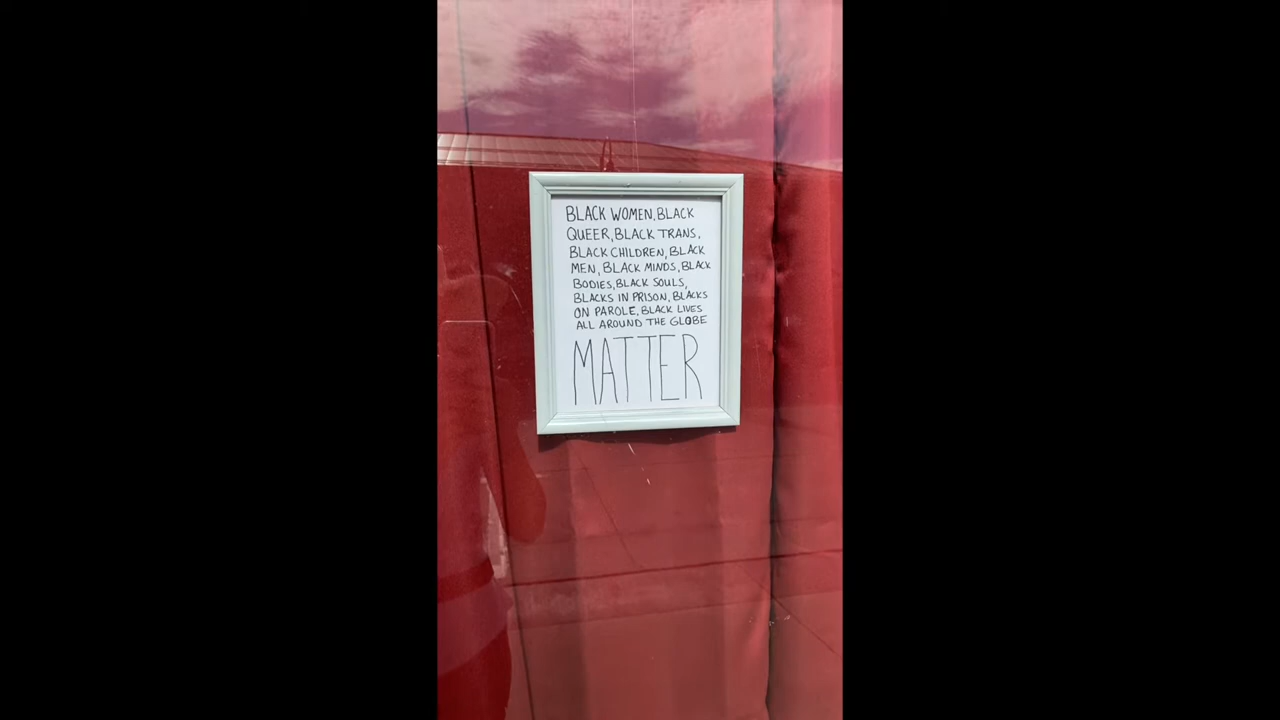 BLACK WOMEN, BLACK
QUEER, BLACK TRANS,
BLACK CHILDREN, BLACK
MEN, BLACK MINDS, BLACK
BODIES, BLACK SOULS,
BLACKS IN PRISON, BLACKS
ON PAROLE, BLACK LIVES
ALL AROUND THE GLOBE
MATTER